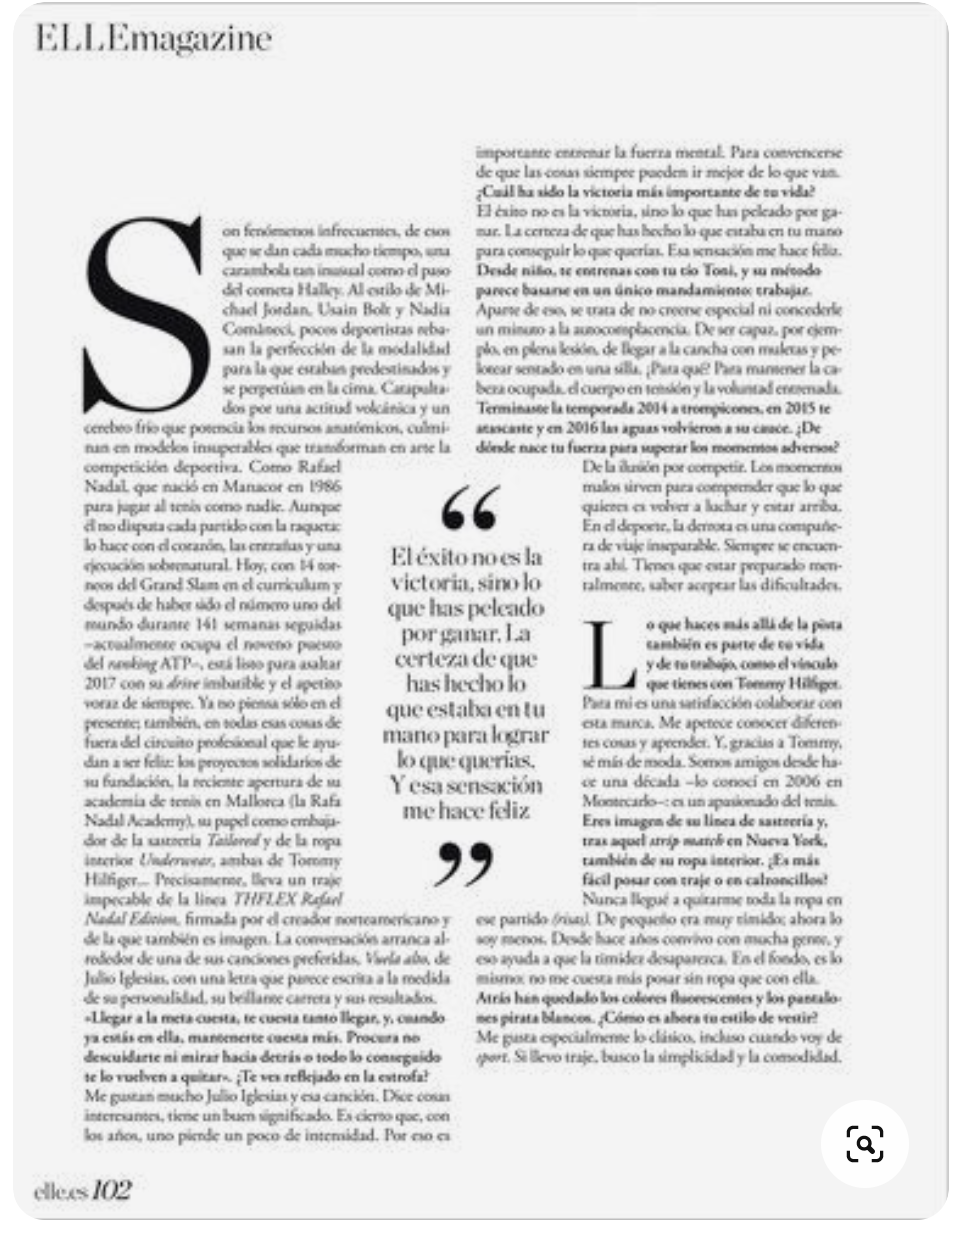 ELLEmagazine
Son fenómenos infrecuentes, de esos
que se dan cada mucho tiempo, una
carambola tan inusual como el paso
del cometa Halley. Al estilo de Mi-
chael Jordan, Usain Bolt y Nadia
Comăneci, pocos deportistas reba-
san la perfección de la modalidad
para la que estaban predestinados y
se perpetúan en la cima. Catapulta-
dos por una actitud volcánica y un
cerebro frío que potencia los recursos anatómicos, culmi-
nan en modelos insuperables que transforman en arte la
competición deportiva. Como Rafael
Nadal, que nació en Manacor en 1986
para jugar al tenis como nadie. Aunque
él no disputa cada partido con la raqueta:
lo hace con el corazón, las entrañas y una
ejecución sobrenatural. Hoy, con 14 tor-
neos del Grand Slam en el currículum y
después de haber sido el número uno del
mundo durante 141 semanas seguidas
–actualmente ocupa el noveno puesto
del ranking ATP–, está listo para asaltar
2017 con su drive imbatible y el apetito
voraz de siempre. Ya no piensa sólo en el
presente; también, en todas esas cosas de
fuera del circuito profesional que le ayu-
dan a ser feliz: los proyectos solidarios de
su fundación, la reciente apertura de su
academia de tenis en Mallorca (la Rafa
Nadal Academy), su papel como embaja-
dor de la sastrería Tailored y de la ropa
interior Underwear, ambas de Tommy
Hilfiger... Precisamente, lleva un traje
impecable de la línea THFLEX Rafael
Nadal Edition, firmada por el creador norteamericano y
de la que también es imagen. La conversación arranca al-
rededor de una de sus canciones preferidas, Vuela alto, de
Julio Iglesias, con una letra que parece escrita a la medida
de su personalidad, su brillante carrera y sus resultados.
«Llegar a la meta cuesta, te cuesta tanto llegar, y, cuando
ya estás en ella, mantenerte cuesta más. Procura no
descuidarte ni mirar hacia detrás o todo lo conseguido
te lo vuelven a quitar». ¿Te ves reflejado en la estrofa?
Me gustan mucho Julio Iglesias y esa canción. Dice cosas
interesantes, tiene un buen significado. Es cierto que, con
los años, uno pierde un poco de intensidad. Por eso es
importante entrenar la fuerza mental. Para convencerse
de que las cosas siempre pueden ir mejor de lo que van.
¿Cuál ha sido la victoria más importante de tu vida?
El éxito no es la victoria, sino lo que has peleado por ga-
nar. La certeza de que has hecho lo que estaba en tu mano
para conseguir lo que querías. Esa sensación me hace feliz.
Desde niño, te entrenas con tu tío Toni, y su método
parece basarse en un único mandamiento: trabajar.
Aparte de eso, se trata de no creerse especial ni concederle
un minuto a la autocomplacencia. De ser capaz, por ejem-
plo, en plena lesión, de llegar a la cancha con muletas y pe-
lotear sentado en una silla. ¿Para qué? Para mantener la ca-
beza ocupada, el cuerpo en tensión y la voluntad entrenada.
Terminaste la temporada 2014 a trompicones, en 2015 te
atascaste y en 2016 las aguas volvieron a su cauce. ¿De
dónde nace tu fuerza para superar los momentos adversos?
De la ilusión por competir. Los momentos
malos sirven para comprender que lo que
quieres es volver a luchar y estar arriba.
En el deporte, la derrota es una compañe-
ra de viaje inseparable. Siempre se encuen-
tra ahí. Tienes que estar preparado men-
talmente, saber aceptar las dificultades.
“
El éxito no es la
victoria, sino lo
que has peleado
por ganar. La
certeza de que
has hecho lo
que estaba en tu
mano para lograr
lo que querías.
Y esa sensación
me hace feliz
”
Lo que haces más allá de la pista
también es parte de tu vida
y de tu trabajo, como el vínculo
que tienes con Tommy Hilfiger.
Para mí es una satisfacción colaborar con
esta marca. Me apetece conocer diferen-
tes cosas y aprender. Y, gracias a Tommy,
sé más de moda. Somos amigos desde ha-
ce una década –lo conocí en 2006 en
Montecarlo–: es un apasionado del tenis.
Eres imagen de su línea de sastrería y,
tras aquel strip match en Nueva York,
también de su ropa interior. ¿Es más
fácil posar con traje o en calzoncillos?
Nunca llegué a quitarme toda la ropa en
ese partido (risas). De pequeño era muy tímido; ahora lo
soy menos. Desde hace años convivo con mucha gente, y
eso ayuda a que la timidez desaparezca. En el fondo, es lo
mismo: no me cuesta más posar sin ropa que con ella.
Atrás han quedado los colores fluorescentes y los pantalo-
nes pirata blancos. ¿Cómo es ahora tu estilo de vestir?
Me gusta especialmente lo clásico, incluso cuando voy de
sport. Si llevo traje, busco la simplicidad y la comodidad.
elle.es 102